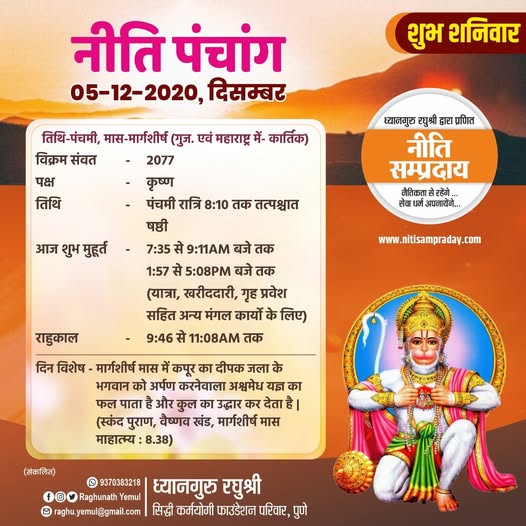 शुभ शनिवार
नीति पंचांग
05-12-2020, दिसम्बर
ध्यानगुरु रघुश्री द्वारा प्रणित
नीति
सम्प्रदाय
नैतिकता से रहेंगे ...
सेवा धर्म अपनायेंगे...
www.nitisampraday.com
तिथि-पंचमी, मास-मार्गशीर्ष (गुज. एवं महाराष्ट्र में- कार्तिक)
विक्रम संवत - 2077
पक्ष - कृष्ण
तिथि - पंचमी रात्रि 8:10 तक तत्पश्चात
षष्ठी
आज शुभ मुहूर्त - 7:35 से 9:11AM बजे तक
1:57 से 5:08PM बजे तक
(यात्रा, खरीददारी, गृह प्रवेश
सहित अन्य मंगल कार्यो के लिए)
राहुकाल - 9:46 से 11:08AM तक
दिन विशेष - मार्गशीर्ष मास में कपूर का दीपक जला के
भगवान को अर्पण करनेवाला अश्वमेध यज्ञ का
फल पाता है और कुल का उद्धार कर देता है |
(स्कंद पुराण, वैष्णव खंड, मार्गशीर्ष मास
माहात्म्य : 8.38)
(संकलित)
9370383218
Raghunath Yemul
raghu.yemul@gmail.com
ध्यानगुरु रघुश्री
सिद्धि कर्मयोगी फाउंडेशन परिवार, पुणे